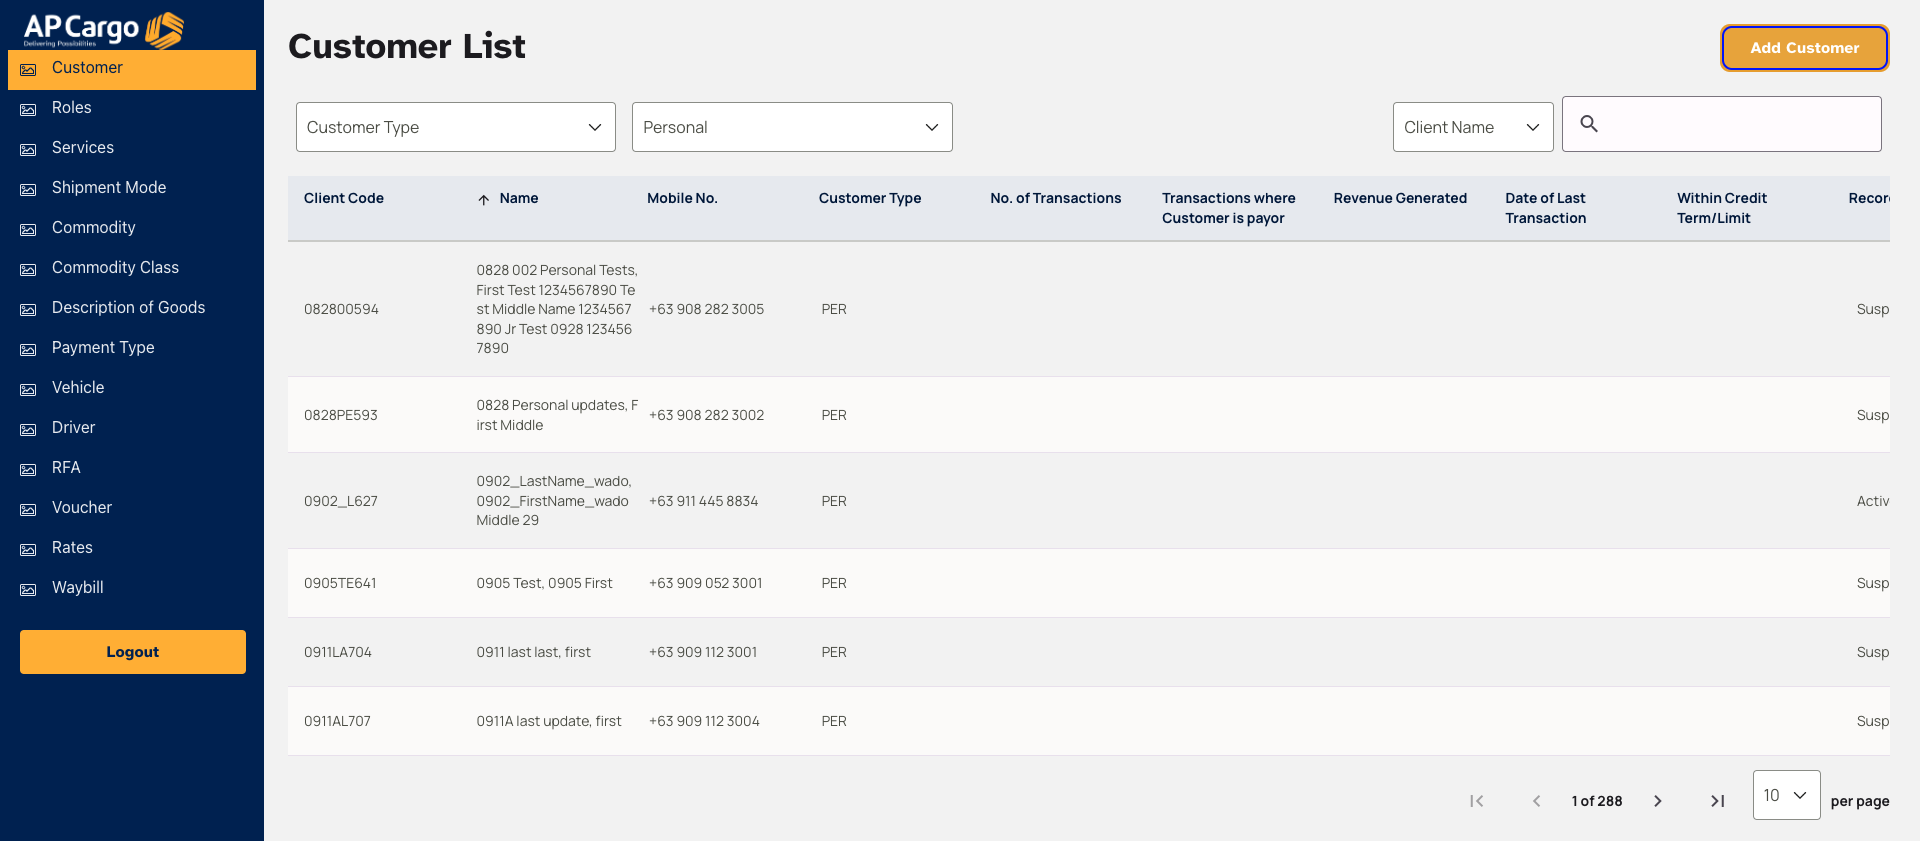 AP Cargo
Delivering Possibilities
Customer
Roles
Services
Shipment Mode
Commodity
Commodity Class
Description of Goods
Payment Type
Vehicle
Driver
RFA
Voucher
Rates
Waybill
Logout
Customer List
Add Customer
Customer Type
Personal
Client Name
Client Code
Name
Mobile No.
Customer Type
No. of Transactions
Transactions where
Customer is payor
Revenue Generated
Date of Last
Transaction
Within Credit
Term/Limit
Recor
082800594
0828 002 Personal Tests,
First Test 1234567890 Te
st Middle Name 1234567
890 Jr Test 0928 123456
7890
+63 908 282 3005
PER
Susp
0828PE593
0828 Personal updates, F
irst Middle
+63 908 282 3002
PER
Susp
0902_L627
0902_LastName_wado,
0902_FirstName_wado
Middle 29
+63 911 445 8834
PER
Activ
0905TE641
0905 Test, 0905 First
+63 909 052 3001
PER
Susp
0911LA704
0911 last last, first
+63 909 112 3001
PER
Susp
0911AL707
0911A last update, first
+63 909 112 3004
PER
Susp
1 of 288
10
per page